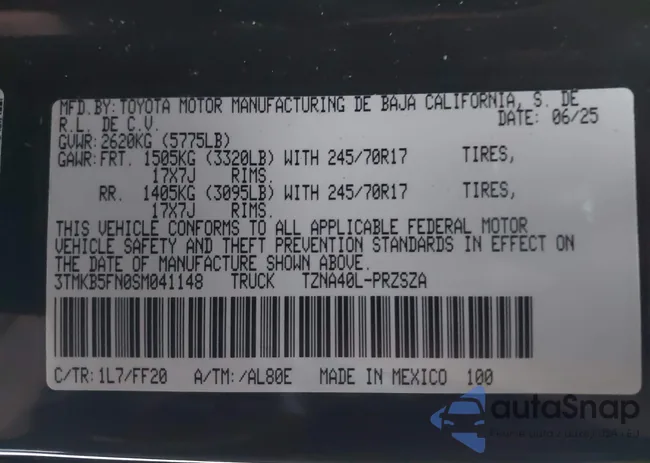 MFD.BY:TOYOTA MOTOR MANUFACTURING DE BAJA CALIFORNIA, S. DE
R.L. DE C.V. DATE: 06/25
GVWR:2620KG (5775LB)
GAWR:FRT. 1505KG (3320LB) WITH 245/70R17 TIRES,
17X7J RIMS.
RR. 1405KG (3095LB) WITH 245/70R17 TIRES,
17X7J RIMS.
THIS VEHICLE CONFORMS TO ALL APPLICABLE FEDERAL MOTOR
VEHICLE SAFETY AND THEFT PREVENTION STANDARDS IN EFFECT ON
THE DATE OF MANUFACTURE SHOWN ABOVE.
3TMKB5FN0SM041148 TRUCK TZNA40L-PRZSZA
C/TR:1L7/FF20 A/TM:/AL80E MADE IN MEXICO 100
autoSnap